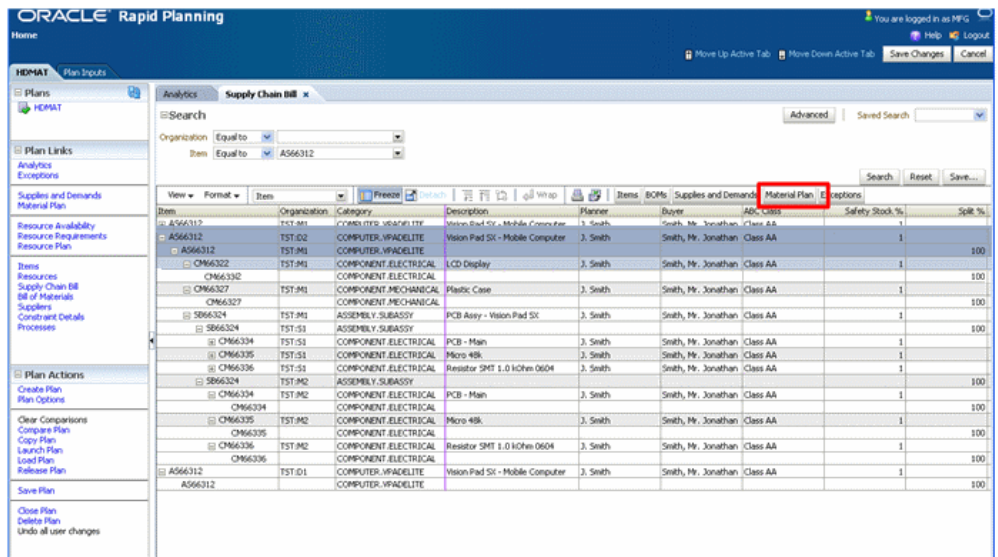 ORACLE Rapid Planning
You are logged in as MFG
Home
Help Logout
Move Up Active Tab Move Down Active Tab Save Changes Cancel
HDMAT Plan Inputs
Plans
HDMAT
Plan Links
Analytics
Exceptions
Supplies and Demands
Material Plan
Resource Availability
Resource Requirements
Resource Plan
Items
Resources
Supply Chain Bill
Bill of Materials
Suppliers
Constraint Details
Processes
Plan Actions
Create Plan
Plan Options
Clear Comparisons
Compare Plan
Copy Plan
Launch Plan
Load Plan
Release Plan
Save Plan
Close Plan
Delete Plan
Undo all user changes
Analytics Supply Chain Bill
Search
Advanced Saved Search
Organization Equal to
Item Equal to AS66312
Search Reset Save...
View Format Item Freeze Detach Wrap Items BOMs Supplies and Demands Material Plan Exceptions
Item Organization Category Description Planner Buyer ABC Class Safety Stock % Split %
AS66312 TST:M1 COMPUTER.VPADELITE Vision Pad SX - Mobile Computer J. Smith Smith, Mr. Jonathan Class AA 1
AS66312 TST:D2 COMPUTER.VPADELITE Vision Pad SX - Mobile Computer J. Smith Smith, Mr. Jonathan Class AA 1
AS66312 TST:M1 COMPUTER.VPADELITE 100
CM66322 TST:M1 COMPONENT.ELECTRICAL LCD Display J. Smith Smith, Mr. Jonathan Class AA 1
COMPONENT.ELECTRICAL 100
CM66327 TST:M1 COMPONENT.MECHANICAL Plastic Case J. Smith Smith, Mr. Jonathan Class AA 1
CM66327 COMPONENT.MECHANICAL 100
SB66324 TST:M1 ASSEMBLY.SUBASSY PCB Assy - Vision Pad SX J. Smith Smith, Mr. Jonathan Class AA 1
SB66324 TST:S1 ASSEMBLY.SUBASSY 100
CM66334 TST:S1 COMPONENT.ELECTRICAL PCB - Main J. Smith Smith, Mr. Jonathan Class AA 1
CM66335 TST:S1 COMPONENT.ELECTRICAL Micro 48k J. Smith Smith, Mr. Jonathan Class AA 1
CM66336 TST:S1 COMPONENT.ELECTRICAL Resistor SMT 1.0 kOhm 0604 J. Smith Smith, Mr. Jonathan Class AA 1
SB66324 TST:M2 ASSEMBLY.SUBASSY 100
CM66334 TST:M2 COMPONENT.ELECTRICAL PCB - Main J. Smith Smith, Mr. Jonathan Class AA 1
CM66334 COMPONENT.ELECTRICAL 100
CM66335 TST:M2 COMPONENT.ELECTRICAL Micro 48k J. Smith Smith, Mr. Jonathan Class AA 1
CM66335 COMPONENT.ELECTRICAL 100
CM66336 TST:M2 COMPONENT.ELECTRICAL Resistor SMT 1.0 kOhm 0604 J. Smith Smith, Mr. Jonathan Class AA 1
CM66336 COMPONENT.ELECTRICAL 100
AS66312 TST:D1 COMPUTER.VPADELITE Vision Pad SX - Mobile Computer J. Smith Smith, Mr. Jonathan Class AA 1
AS66312 COMPUTER.VPADELITE 100